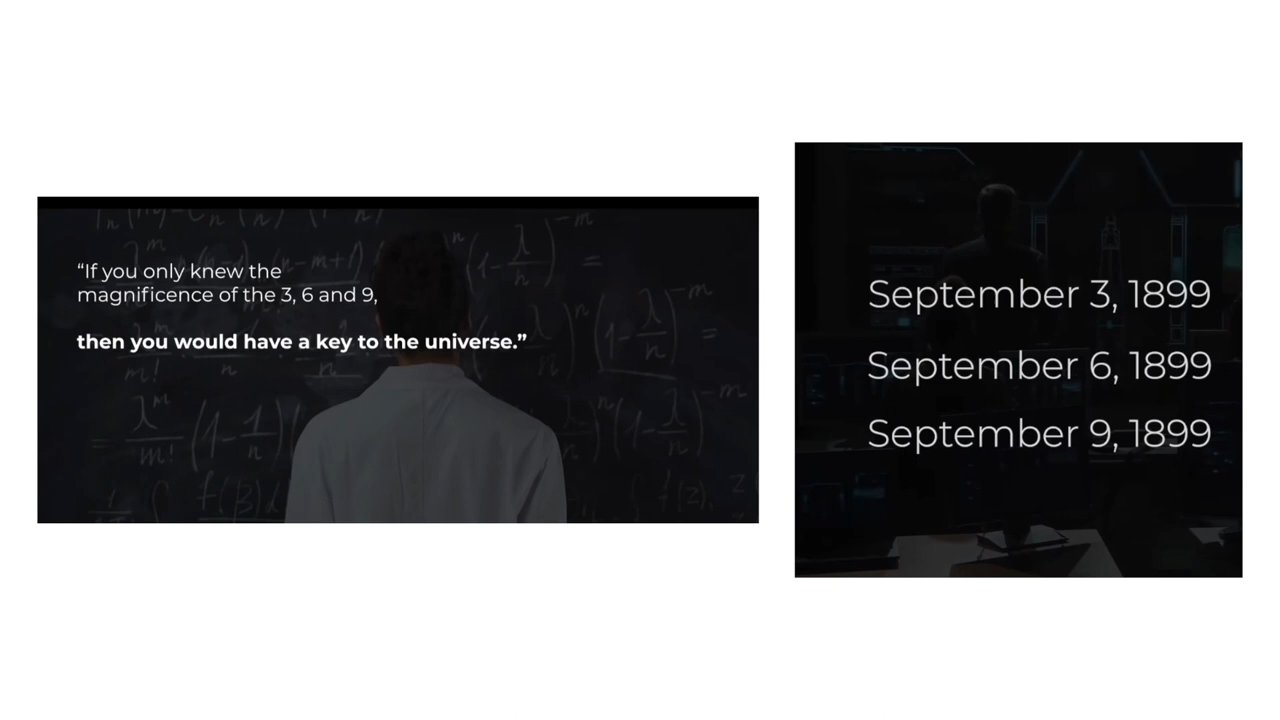 “If you only knew the
magnificence of the 3, 6 and 9,
then you would have a key to the universe.”
September 3, 1899
September 6, 1899
September 9, 1899